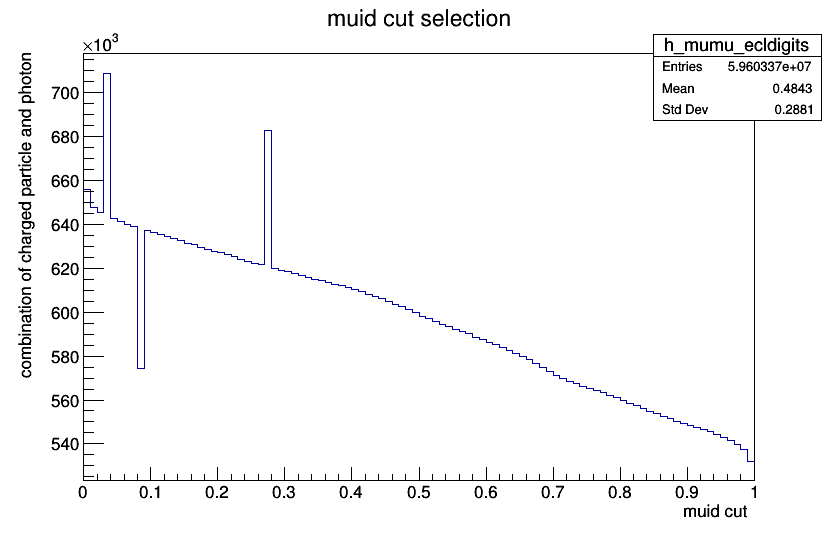 muid cut selection
×10³
h_mumu_ecldigits
Entries 5.960337e+07
Mean 0.4843
Std Dev 0.2881
combination of charged particle and photon
700
680
660
640
620
600
580
560
540
0 0.1 0.2 0.3 0.4 0.5 0.6 0.7 0.8 0.9 1
muid cut